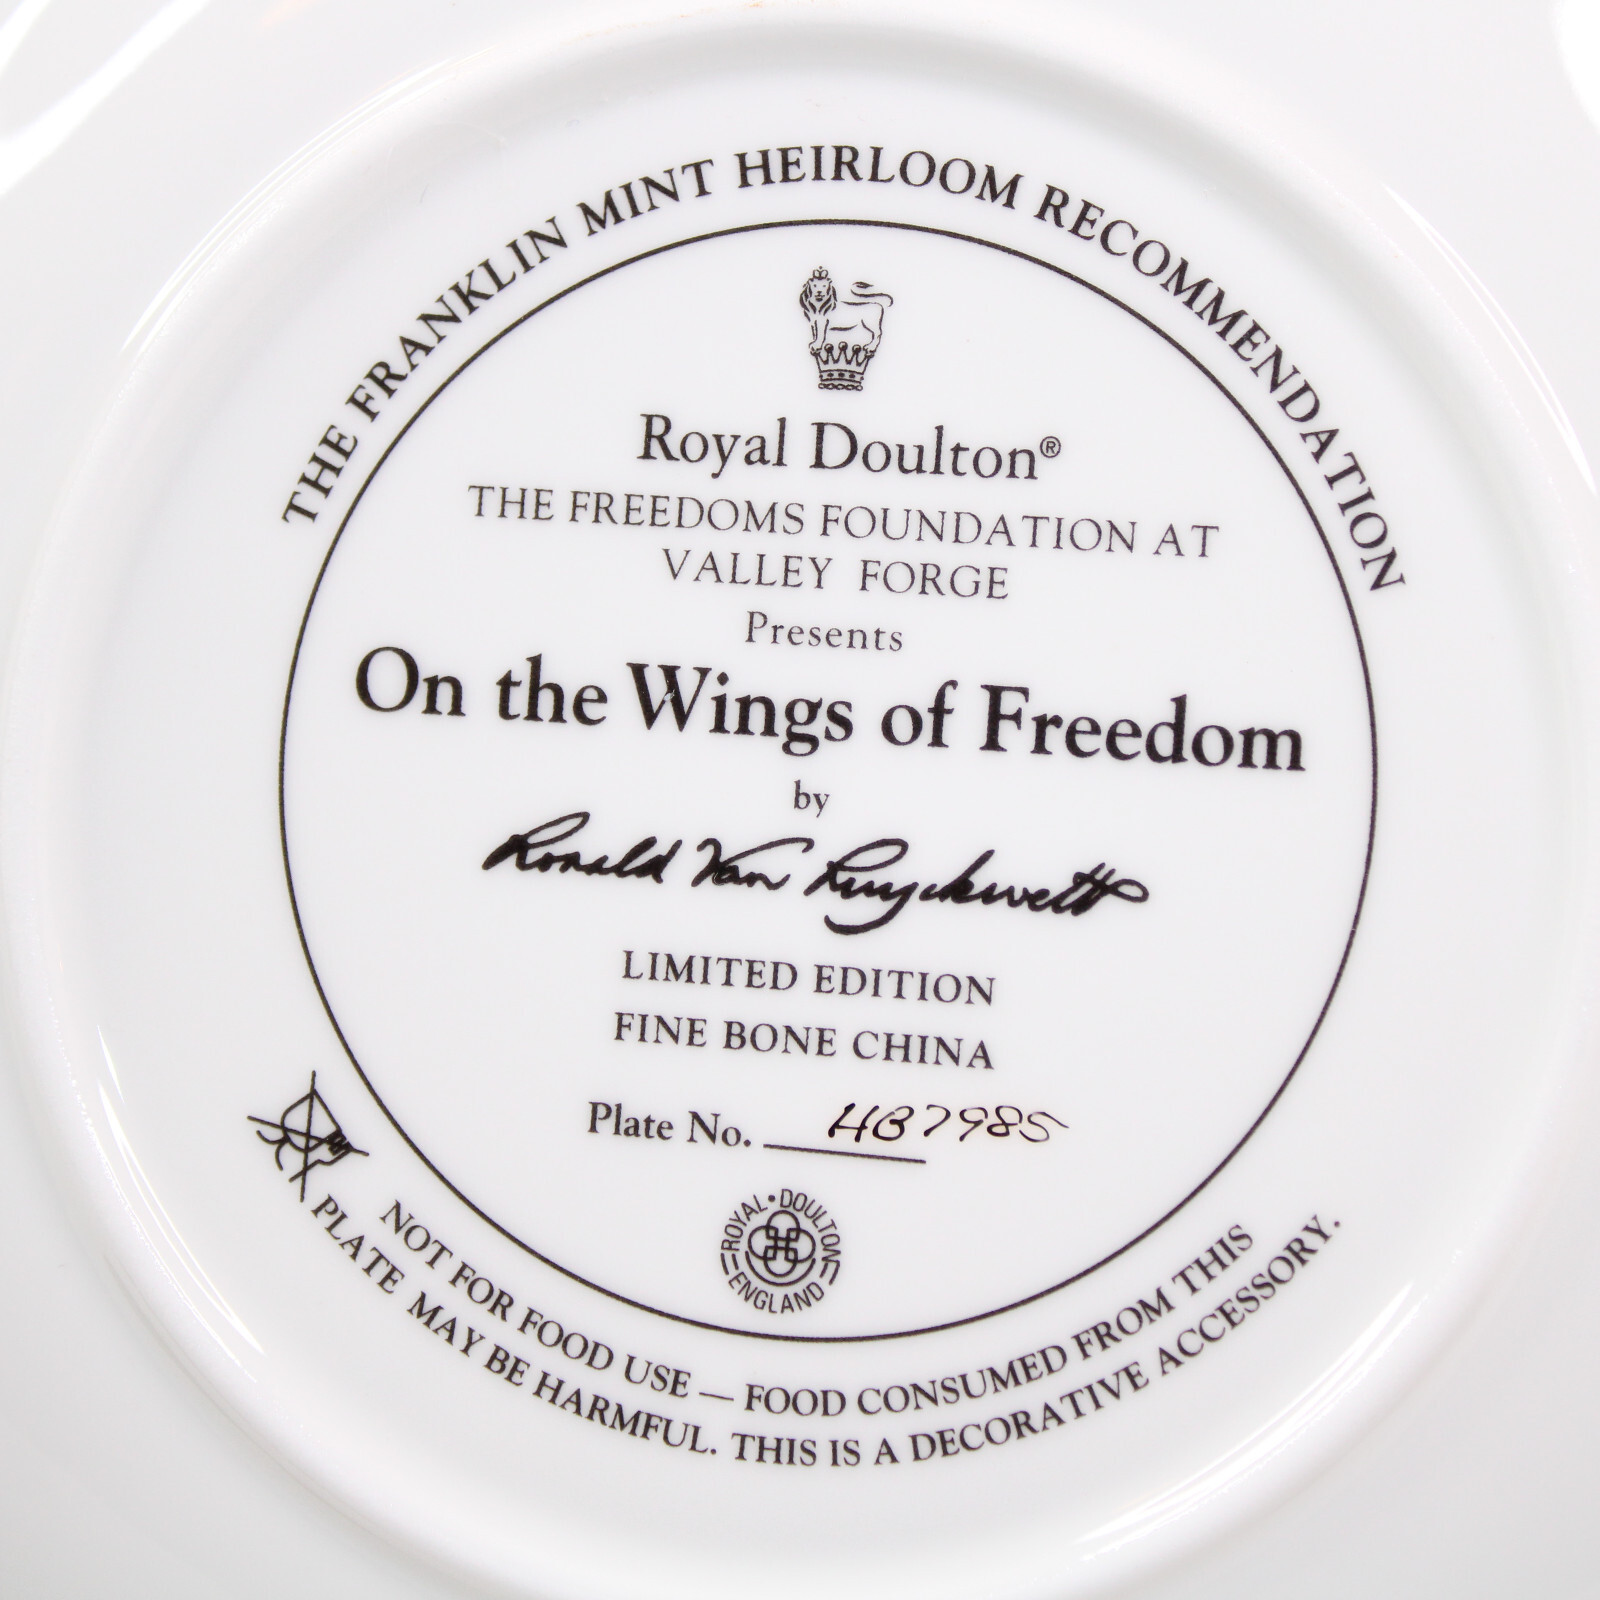 THE FRANKLIN MINT HEIRLOOM RECOMMENDATION
Royal Doulton®
THE FREEDOMS FOUNDATION AT
VALLEY FORGE
Presents
On the Wings of Freedom
by
Ronald Van Ruyckevelt
LIMITED EDITION
FINE BONE CHINA
Plate No. HB7985
ROYAL • DOULTON
ENGLAND
NOT FOR FOOD USE — FOOD CONSUMED FROM THIS
PLATE MAY BE HARMFUL. THIS IS A DECORATIVE ACCESSORY.